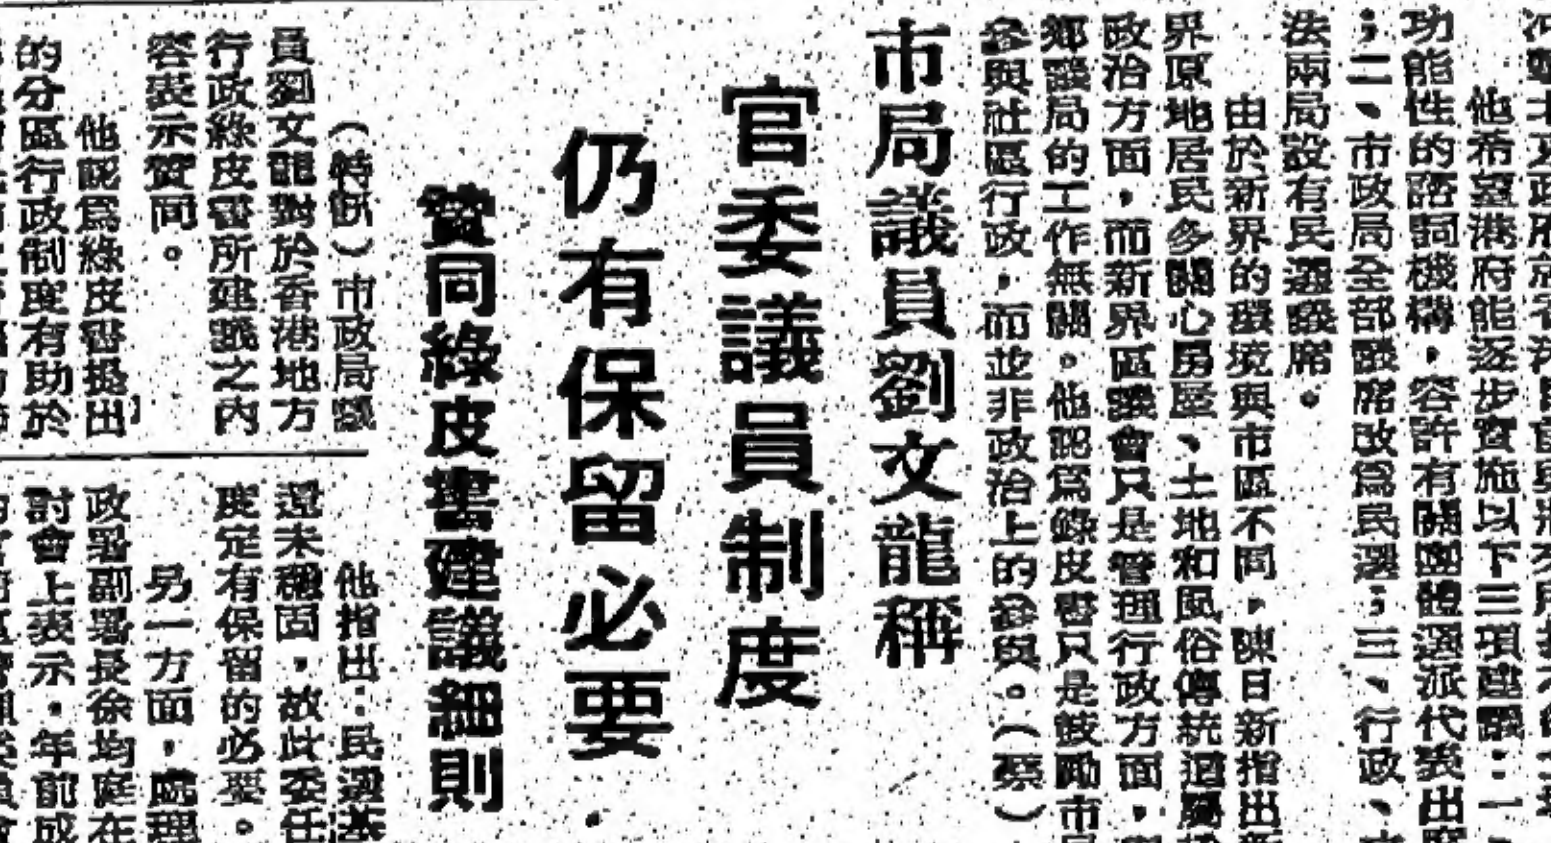 他希望港府能逐步實施以下三項建議：一、
功能性的諮詢機構，容許有關團體選派代表出席
；二、市政局全部議席改為民選；三、行政、立
法兩局設有民選議席。
由於新界的環境與市區不同，陳日新指出新
界原地居民多關心房屋、土地和風俗傳統
政治方面，而新界區議會只是管理行政方面，
鄉議局的工作無關。他認為綠皮書只是鼓勵市民
參與社區行政，而並非政治上的參與。（蔡）
市局議員劉文龍稱
官委議員制度
仍有保留必要．
贊同綠皮書建議細則
（特訊）市政局議
員劉文龍對於香港地方
行政綠皮書所建議之內
容表示贊同。
他認為綠皮書提出
的分區行政制度有助於
他指出：民選基
還未穩固，故此委任
度定有保留的必要。
另一方面，處理
政署副署長徐均庭在
討會上表示．年前成